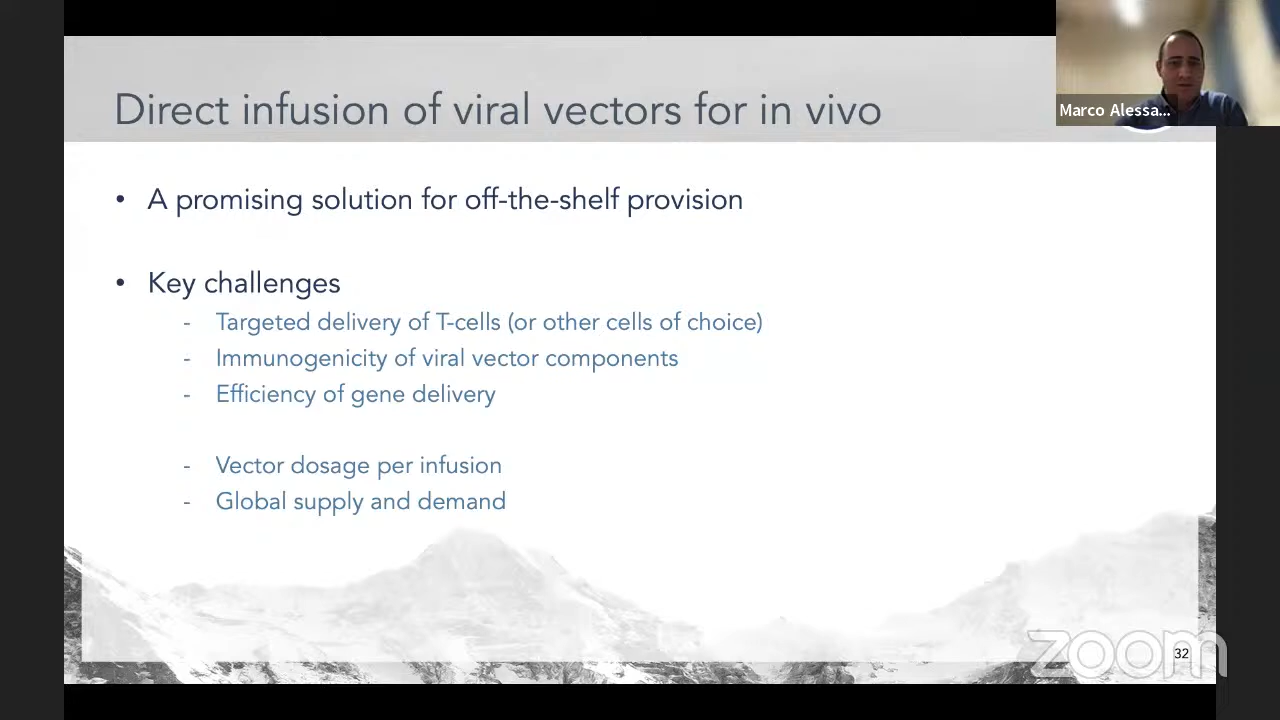 Direct infusion of viral vectors for in vivo
Marco Alessa...
• A promising solution for off-the-shelf provision
• Key challenges
- Targeted delivery of T-cells (or other cells of choice)
- Immunogenicity of viral vector components
- Efficiency of gene delivery
- Vector dosage per infusion
- Global supply and demand
zoom
32